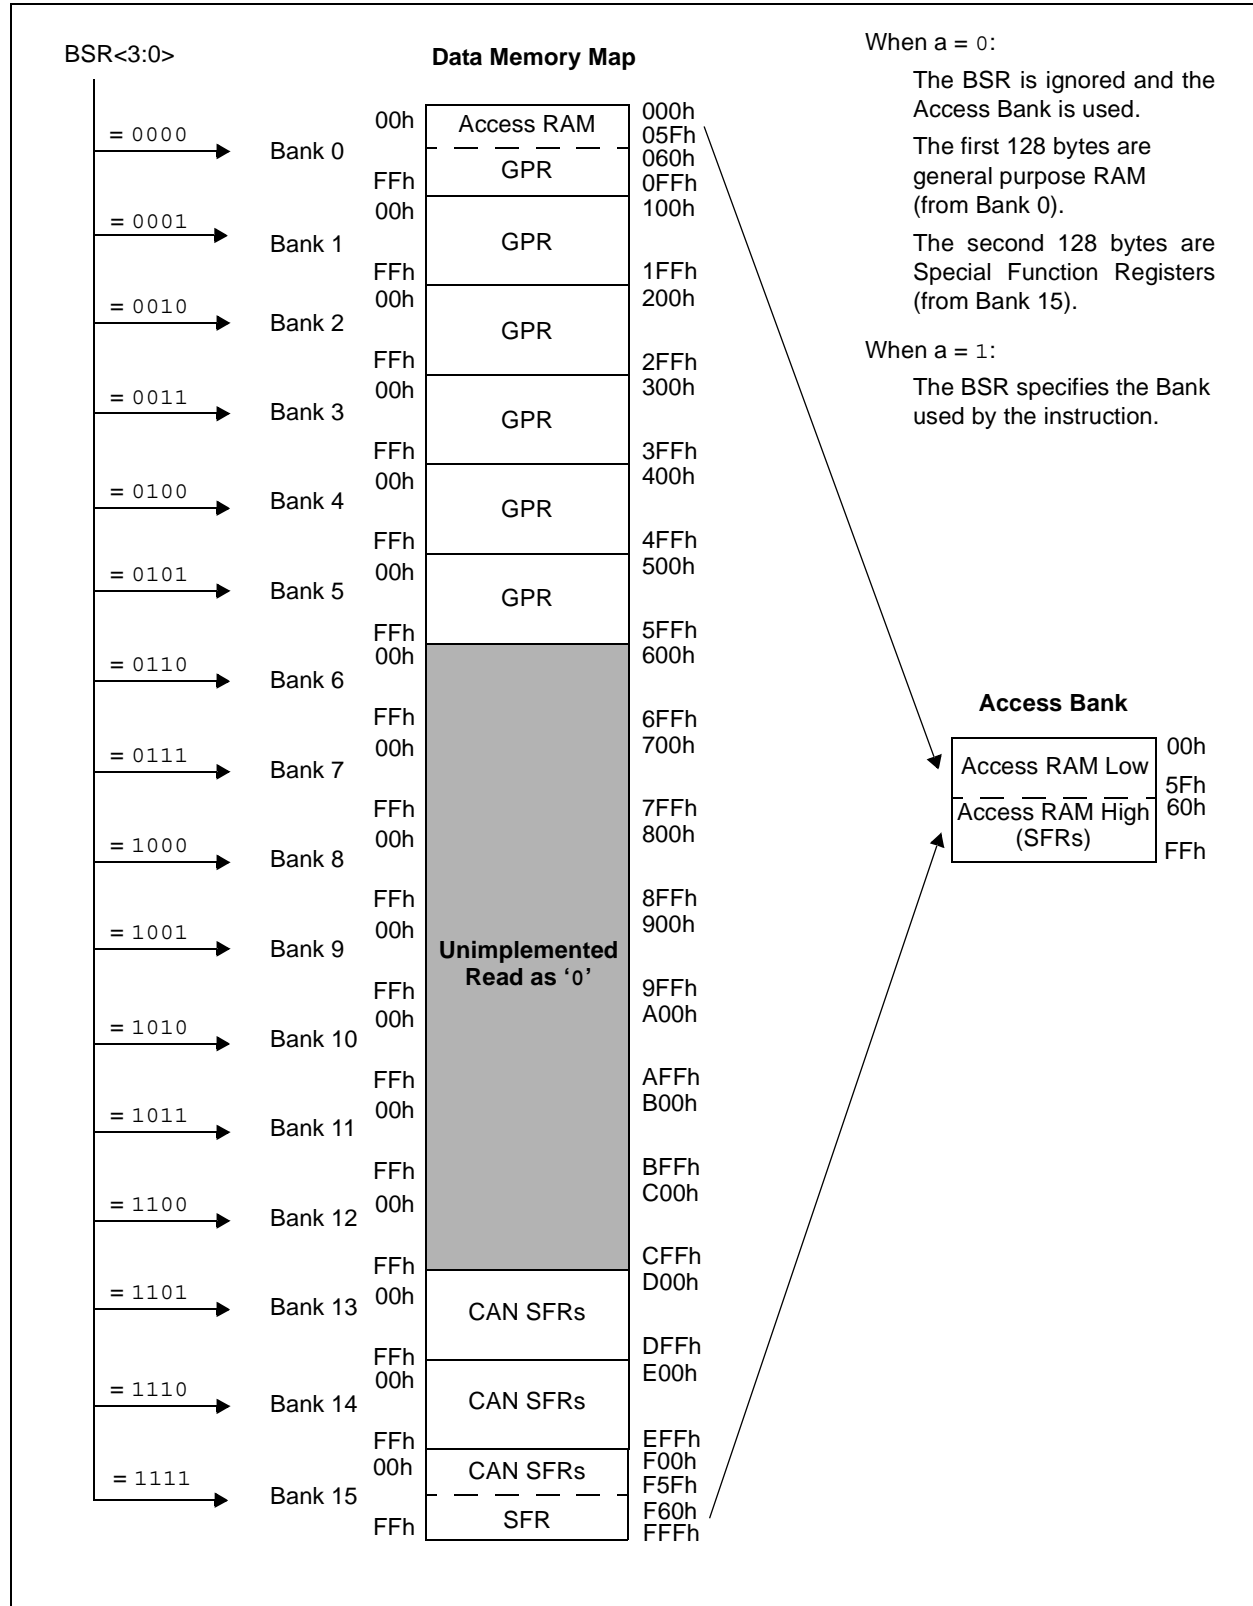 BSR<3:0>
Data Memory Map
When a = 0:
The BSR is ignored and the
Access Bank is used.
The first 128 bytes are
general purpose RAM
(from Bank 0).
The second 128 bytes are
Special Function Registers
(from Bank 15).
When a = 1:
The BSR specifies the Bank
used by the instruction.
= 0000
Bank 0
00h
Access RAM
000h
05Fh
GPR
060h
FFh
0FFh
= 0001
Bank 1
00h
GPR
100h
FFh
1FFh
= 0010
Bank 2
00h
GPR
200h
FFh
2FFh
= 0011
Bank 3
00h
GPR
300h
FFh
3FFh
= 0100
Bank 4
00h
GPR
400h
FFh
4FFh
= 0101
Bank 5
00h
GPR
500h
FFh
5FFh
= 0110
Bank 6
00h
600h
FFh
6FFh
= 0111
Bank 7
00h
700h
FFh
7FFh
= 1000
Bank 8
00h
800h
FFh
8FFh
= 1001
Bank 9
00h
900h
Unimplemented
Read as ‘0’
FFh
9FFh
= 1010
Bank 10
00h
A00h
FFh
AFFh
= 1011
Bank 11
00h
B00h
FFh
BFFh
= 1100
Bank 12
00h
C00h
FFh
CFFh
= 1101
Bank 13
00h
CAN SFRs
D00h
FFh
DFFh
= 1110
Bank 14
00h
CAN SFRs
E00h
FFh
EFFh
= 1111
Bank 15
00h
CAN SFRs
F00h
F5Fh
SFR
F60h
FFh
FFFh
Access Bank
Access RAM Low
00h
5Fh
Access RAM High
(SFRs)
60h
FFh